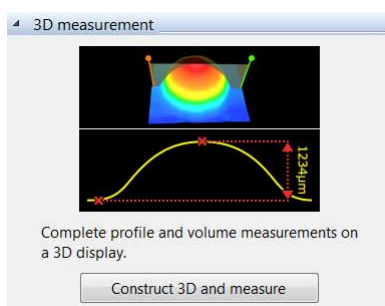 3D measurement
1234µm
Complete profile and volume measurements on
a 3D display.
Construct 3D and measure